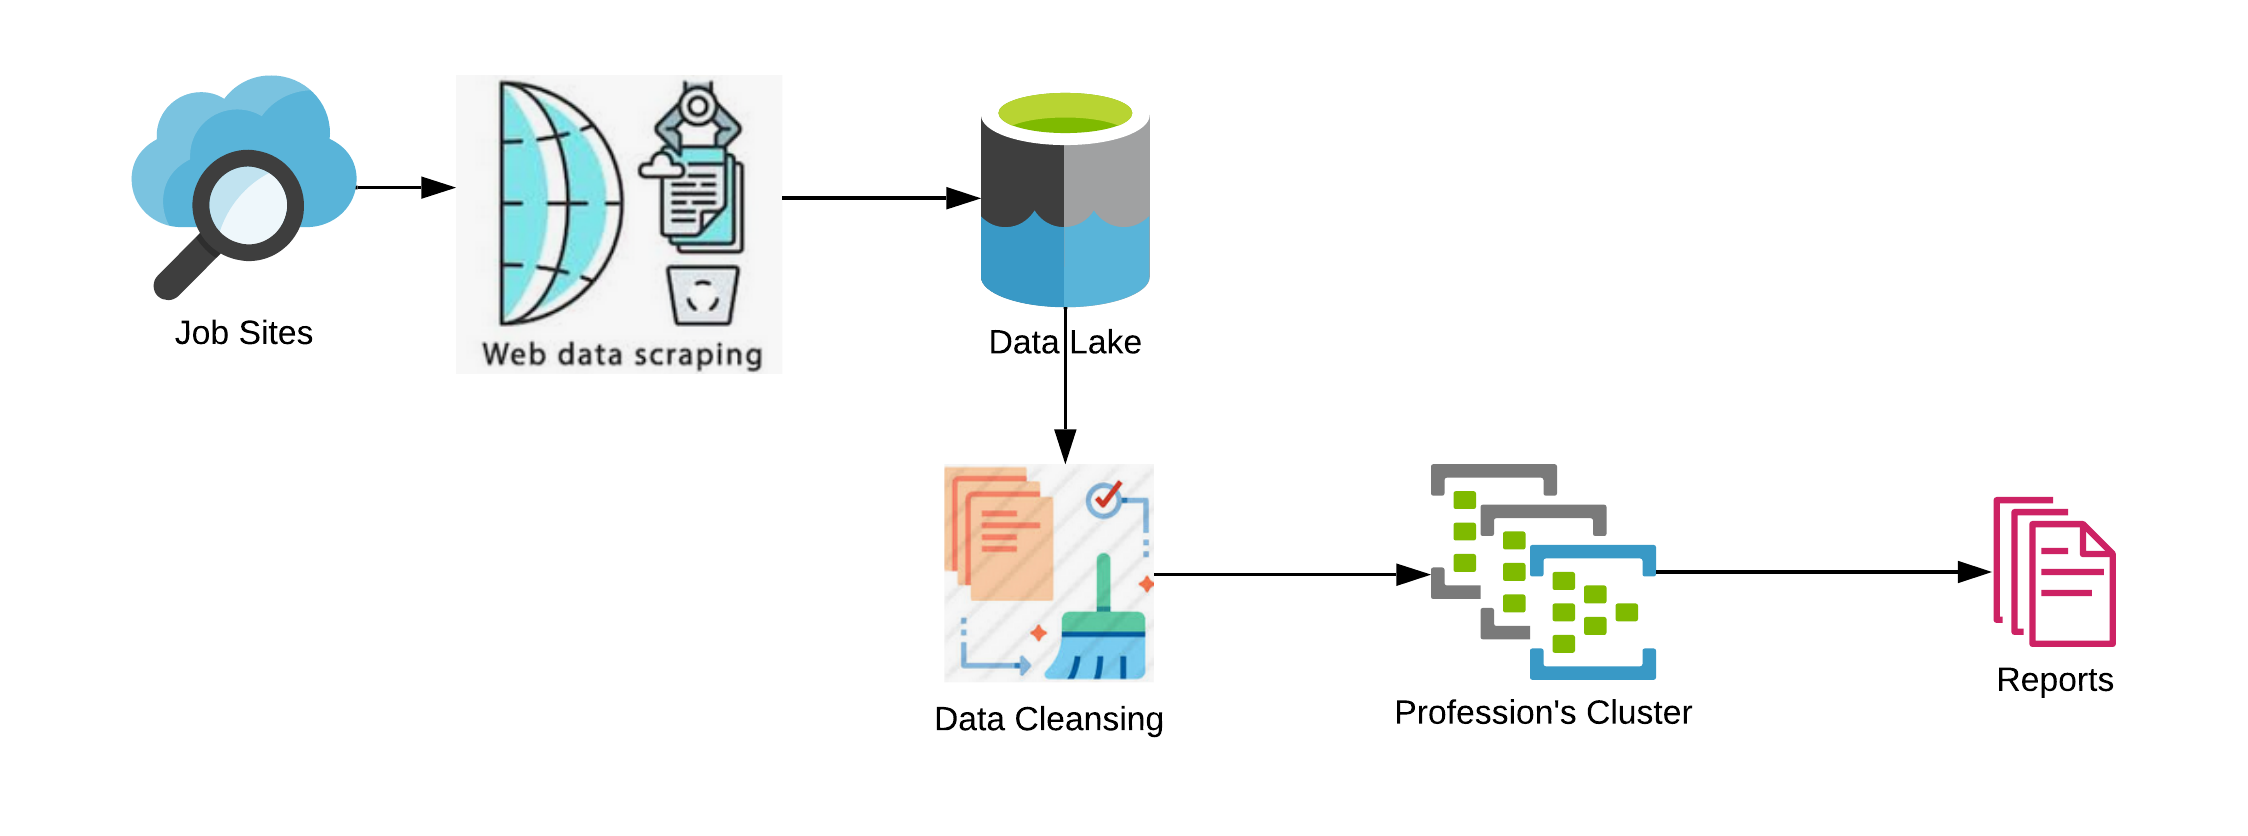 Job Sites
Web data scraping
Data Lake
Data Cleansing
Profession's Cluster
Reports